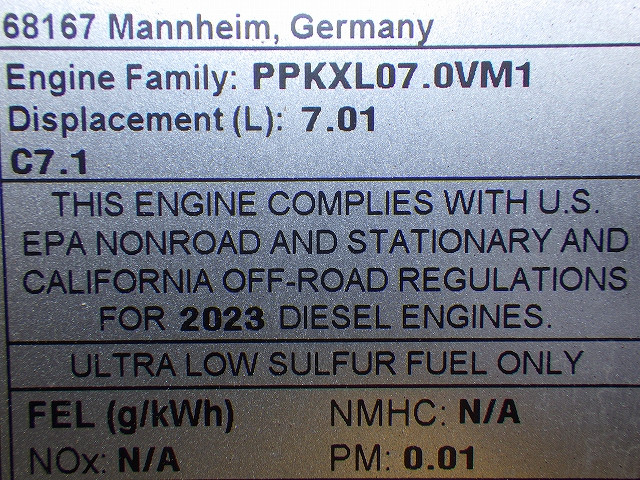 68167 Mannheim, Germany
Engine Family: PPKXL07.0VM1
Displacement (L): 7.01
C7.1
THIS ENGINE COMPLIES WITH U.S.
EPA NONROAD AND STATIONARY AND
CALIFORNIA OFF-ROAD REGULATIONS
FOR 2023 DIESEL ENGINES.
ULTRA LOW SULFUR FUEL ONLY
FEL (g/kWh) NMHC: N/A
NOx: N/A PM: 0.01